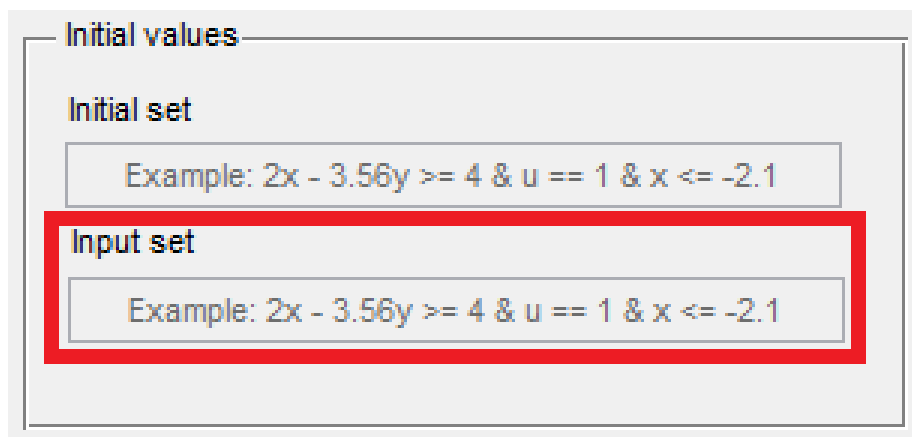 Initial values
Initial set
Example: 2x - 3.56y >= 4 & u == 1 & x <= -2.1
Input set
Example: 2x - 3.56y >= 4 & u == 1 & x <= -2.1